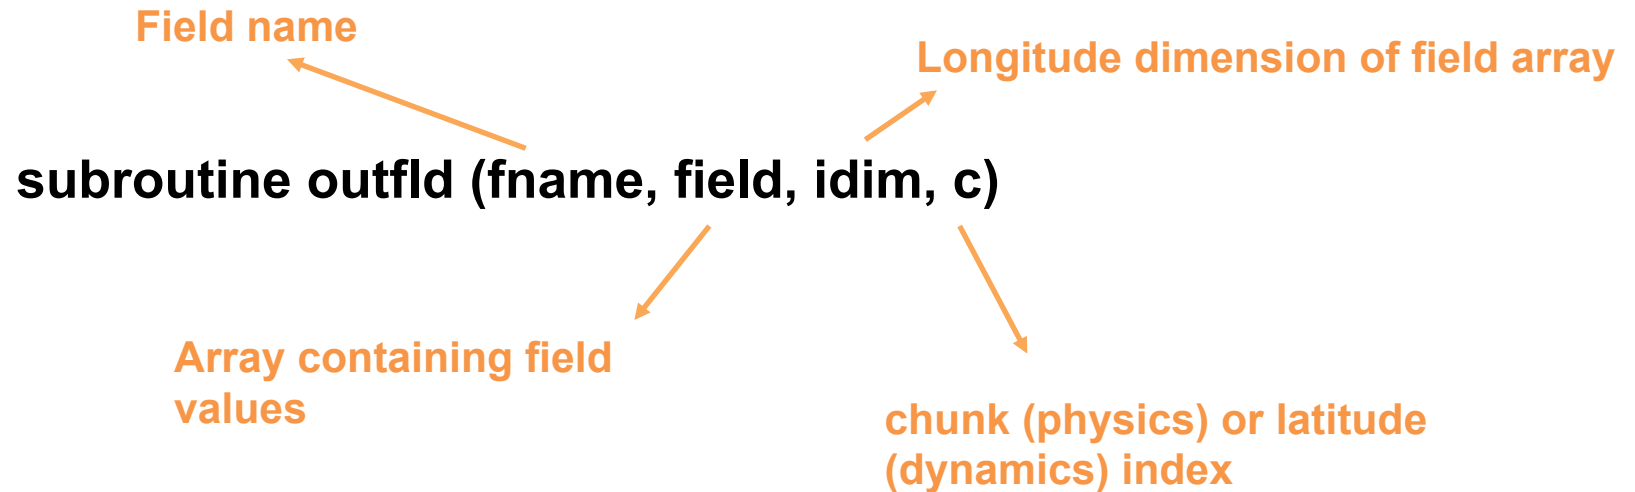 Field name
Longitude dimension of field array
subroutine outfld (fname, field, idim, c)
Array containing field
values
chunk (physics) or latitude
(dynamics) index